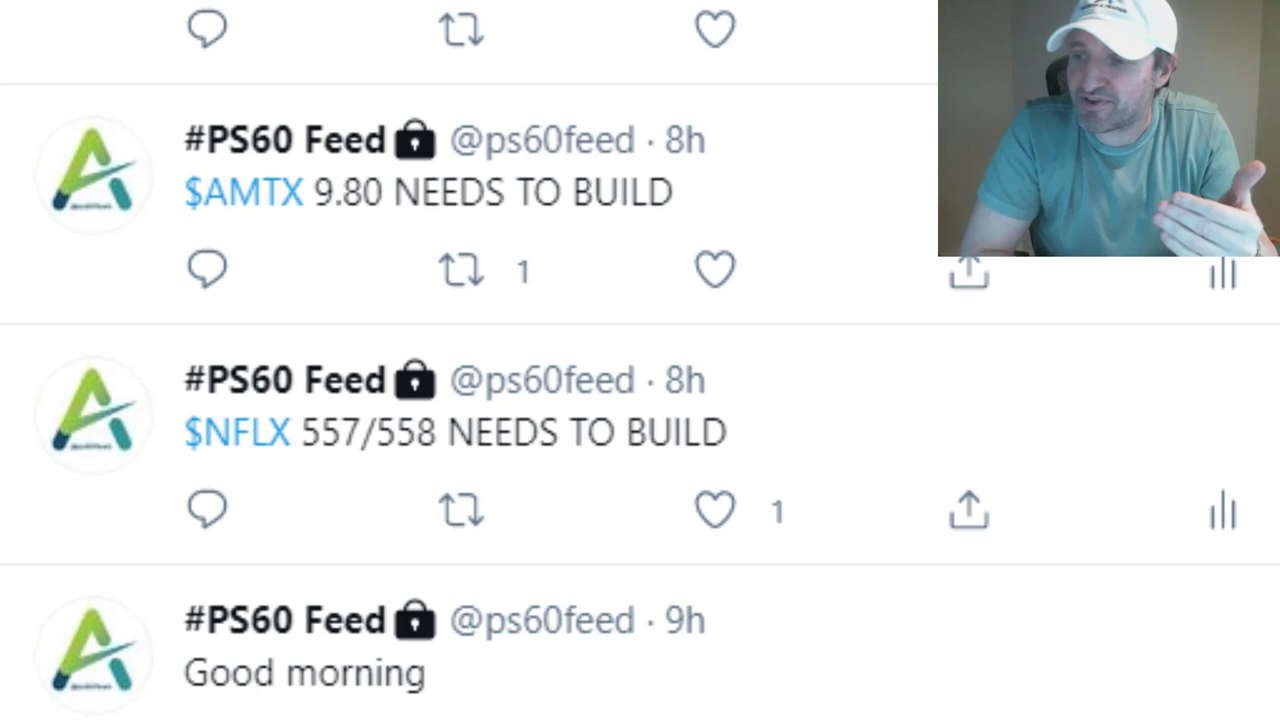 #PS60 Feed @ps60feed · 8h
$AMTX 9.80 NEEDS TO BUILD
1
#PS60 Feed @ps60feed · 8h
$NFLX 557/558 NEEDS TO BUILD
1
#PS60 Feed @ps60feed · 9h
Good morning